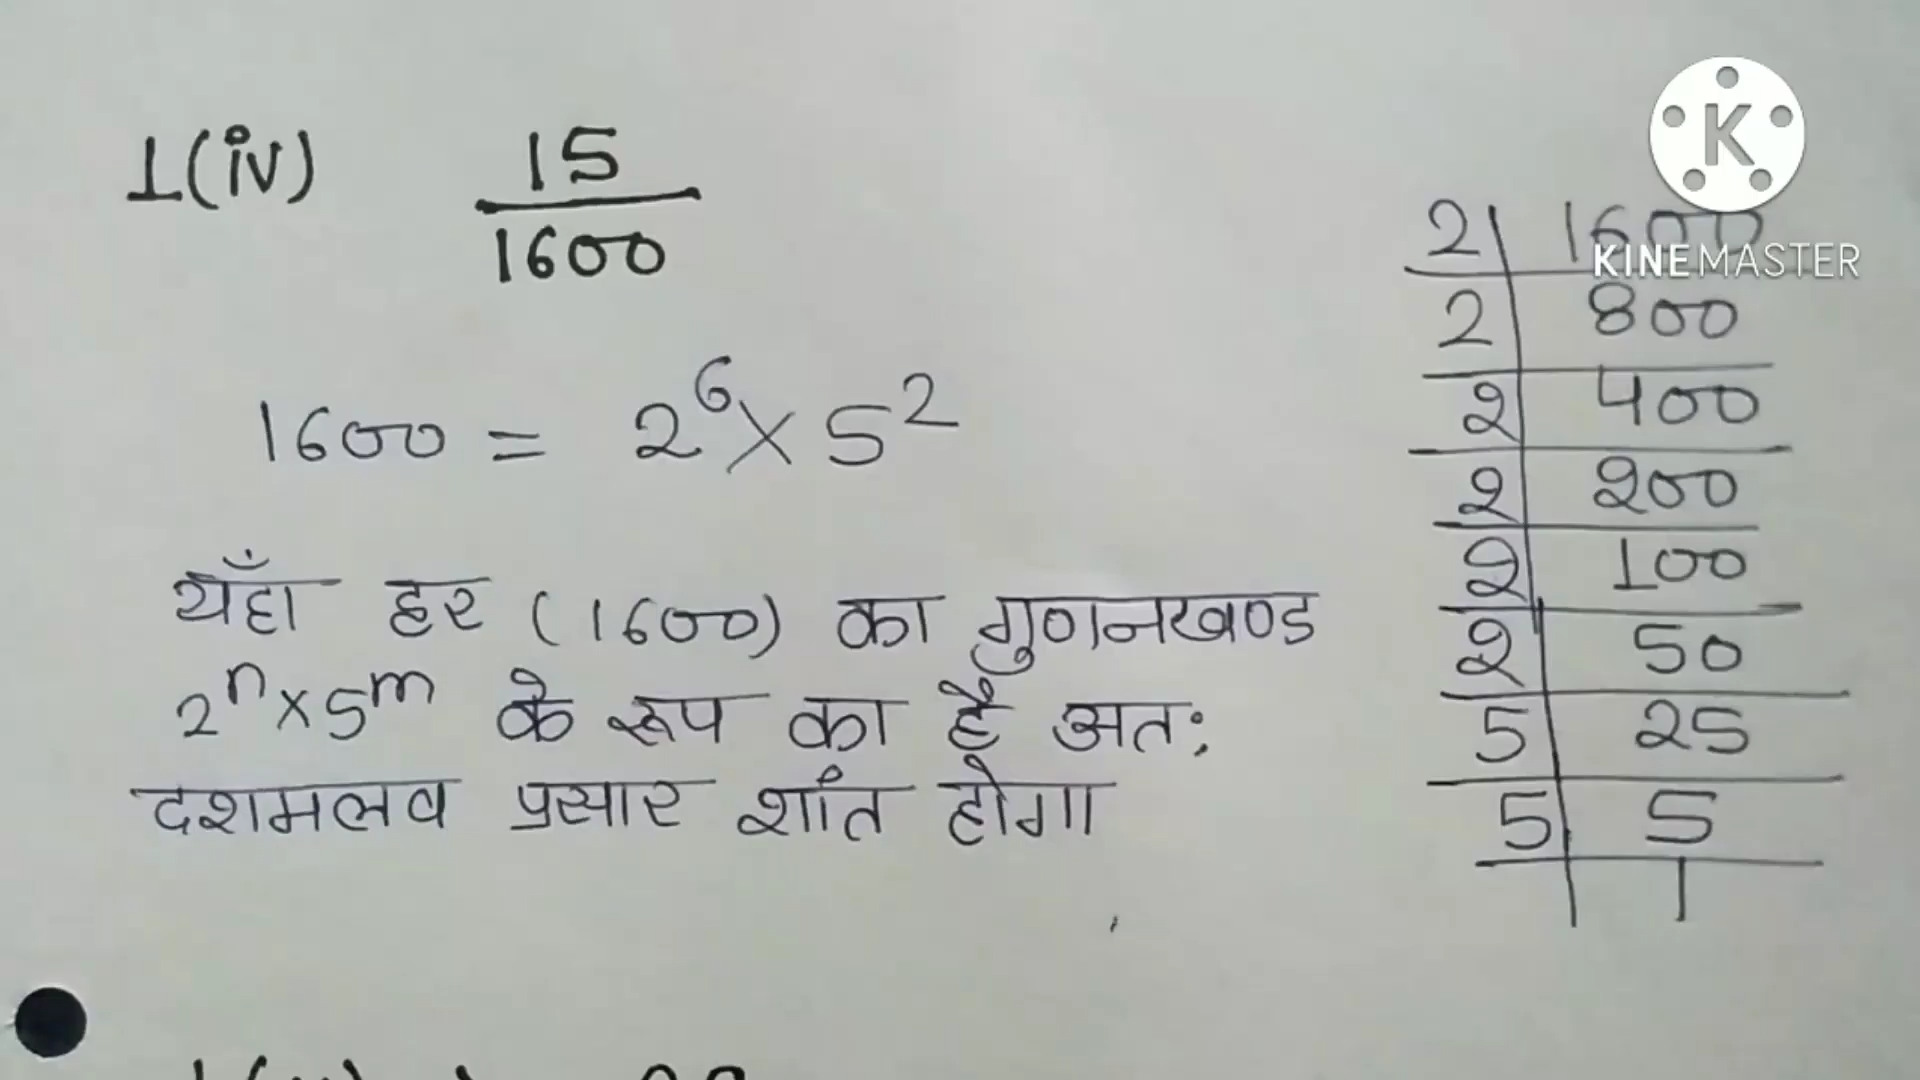 1(iv) 15/1600
1600 = 2^6 × 5^2
यहाँ हर (1600) का गुणनखण्ड
2^n × 5^m के रूप का है अतः
दशमलव प्रसार शांत होगा
2 | 1600
2 | 800
2 | 400
2 | 200
2 | 100
2 | 50
5 | 25
5 | 5
| 1
K
KINEMASTER